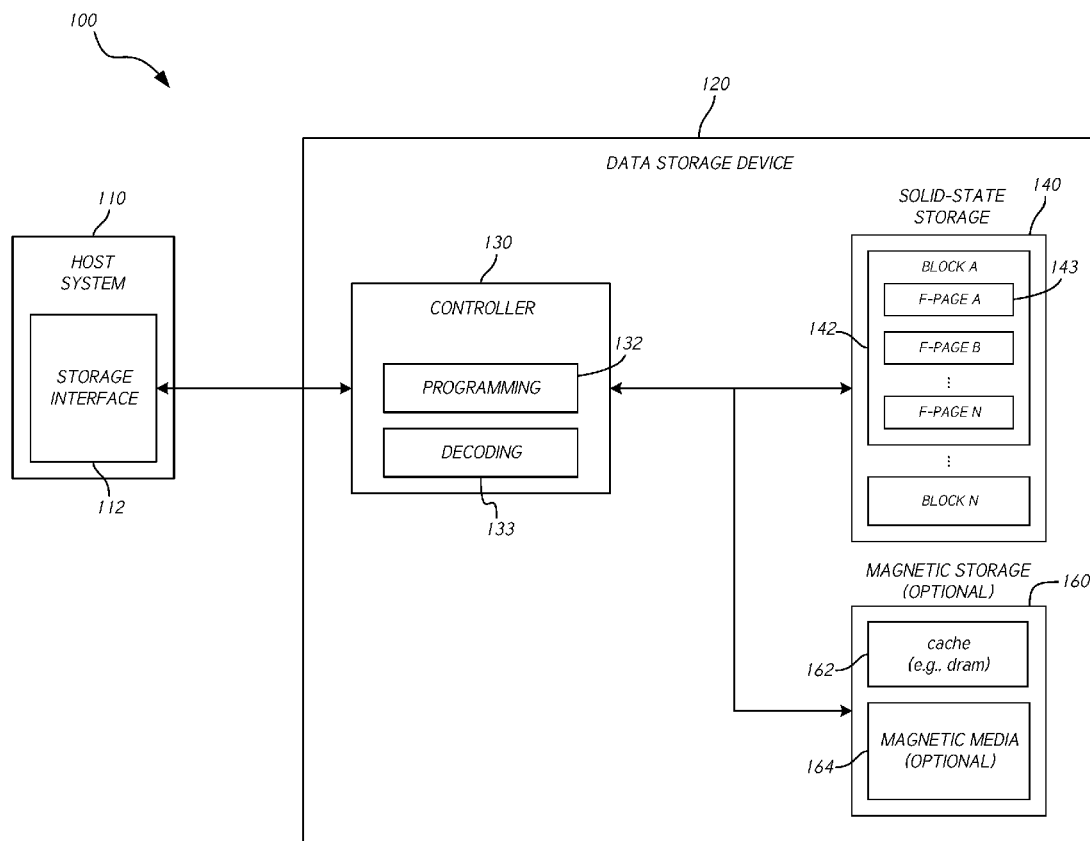 100
120
DATA STORAGE DEVICE
110
HOST
SYSTEM
STORAGE
INTERFACE
112
130
CONTROLLER
132
PROGRAMMING
DECODING
133
SOLID-STATE
STORAGE
140
BLOCK A
143
F-PAGE A
142
F-PAGE B
⋮
F-PAGE N
⋮
BLOCK N
MAGNETIC STORAGE
(OPTIONAL)
160
cache
(e.g., dram)
162
MAGNETIC MEDIA
(OPTIONAL)
164